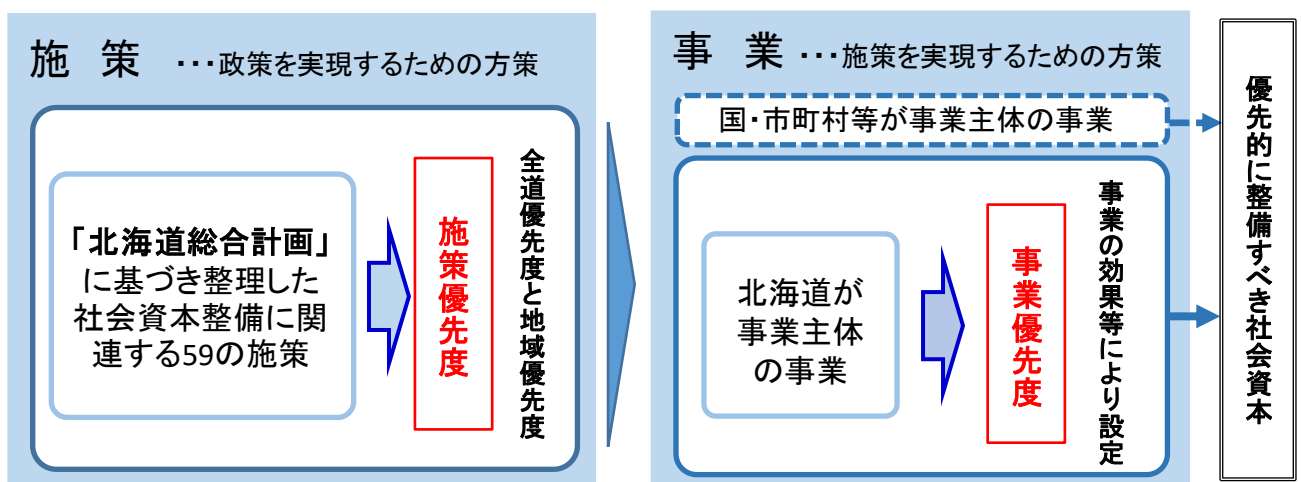 施 策 ・・・政策を実現するための方策
「北海道総合計画」
に基づき整理した
社会資本整備に関
連する59の施策
施策優先度
全道優先度と地域優先度
事 業 ・・・施策を実現するための方策
国・市町村等が事業主体の事業
北海道が
事業主体
の事業
事業優先度
事業の効果等により設定
優先的に整備すべき社会資本